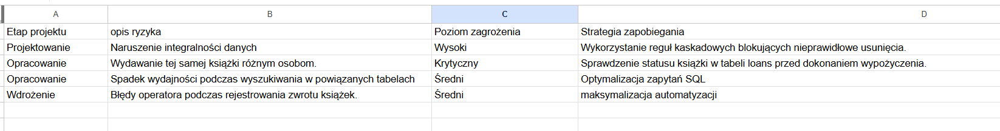 A B C D
Etap projektu opis ryzyka Poziom zagrożenia Strategia zapobiegania
Projektowanie Naruszenie integralności danych Wysoki Wykorzystanie reguł kaskadowych blokujących nieprawidłowe usunięcia.
Opracowanie Wydawanie tej samej książki różnym osobom. Krytyczny Sprawdzenie statusu książki w tabeli loans przed dokonaniem wypożyczenia.
Opracowanie Spadek wydajności podczas wyszukiwania w powiązanych tabelach Średni Optymalizacja zapytań SQL
Wdrożenie Błędy operatora podczas rejestrowania zwrotu książek. Średni maksymalizacja automatyzacji